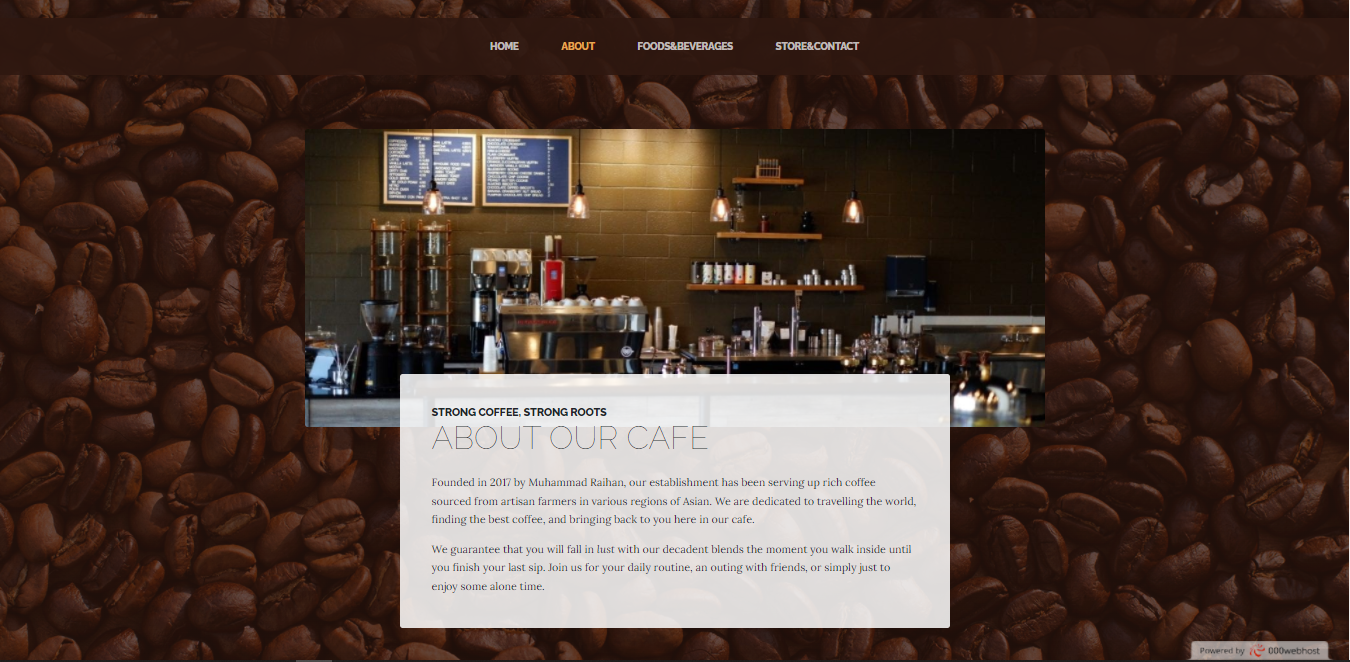 HOME ABOUT FOODS&BEVERAGES STORE&CONTACT
STRONG COFFEE, STRONG ROOTS
ABOUT OUR CAFE
Founded in 2017 by Muhammad Raihan, our establishment has been serving up rich coffee
sourced from artisan farmers in various regions of Asian. We are dedicated to travelling the world,
finding the best coffee, and bringing back to you here in our cafe.
We guarantee that you will fall in lust with our decadent blends the moment you walk inside until
you finish your last sip. Join us for your daily routine, an outing with friends, or simply just to
enjoy some alone time.
Powered by 000webhost